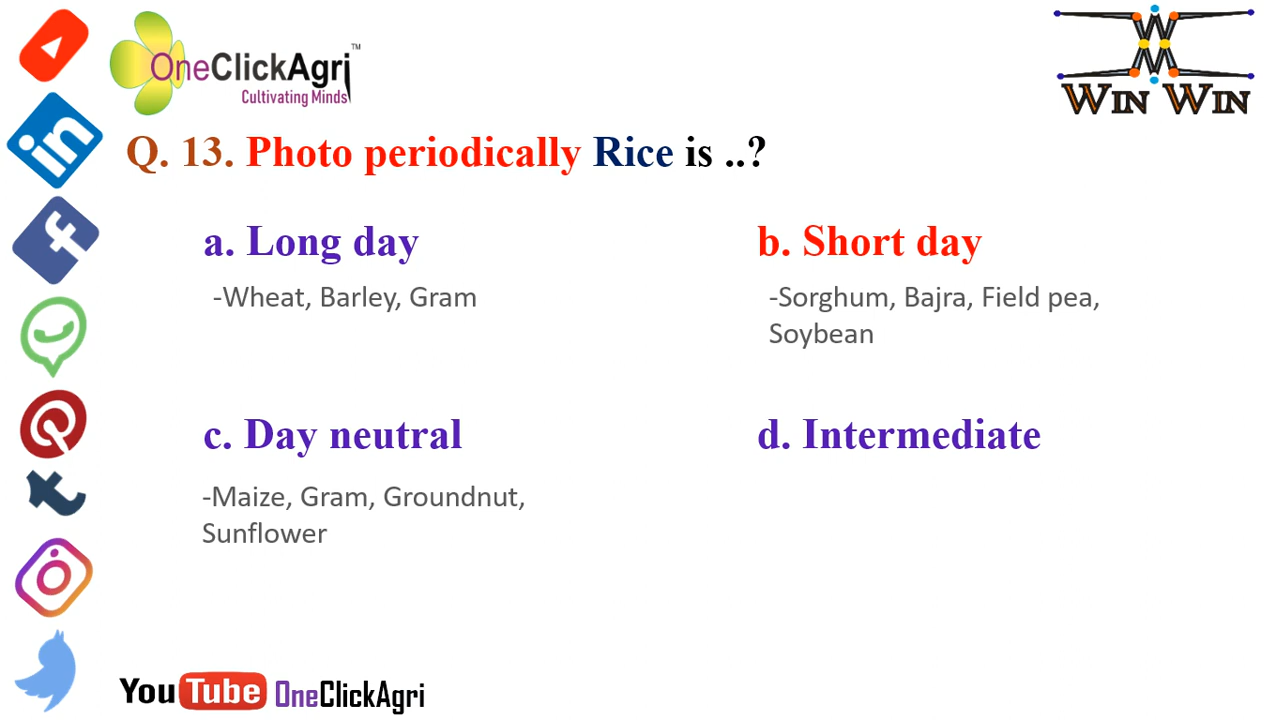 OneClickAgri™
Cultivating Minds
WIN WIN
Q. 13. Photo periodically Rice is ..?
a. Long day
-Wheat, Barley, Gram
b. Short day
-Sorghum, Bajra, Field pea,
Soybean
c. Day neutral
-Maize, Gram, Groundnut,
Sunflower
d. Intermediate
YouTube OneClickAgri